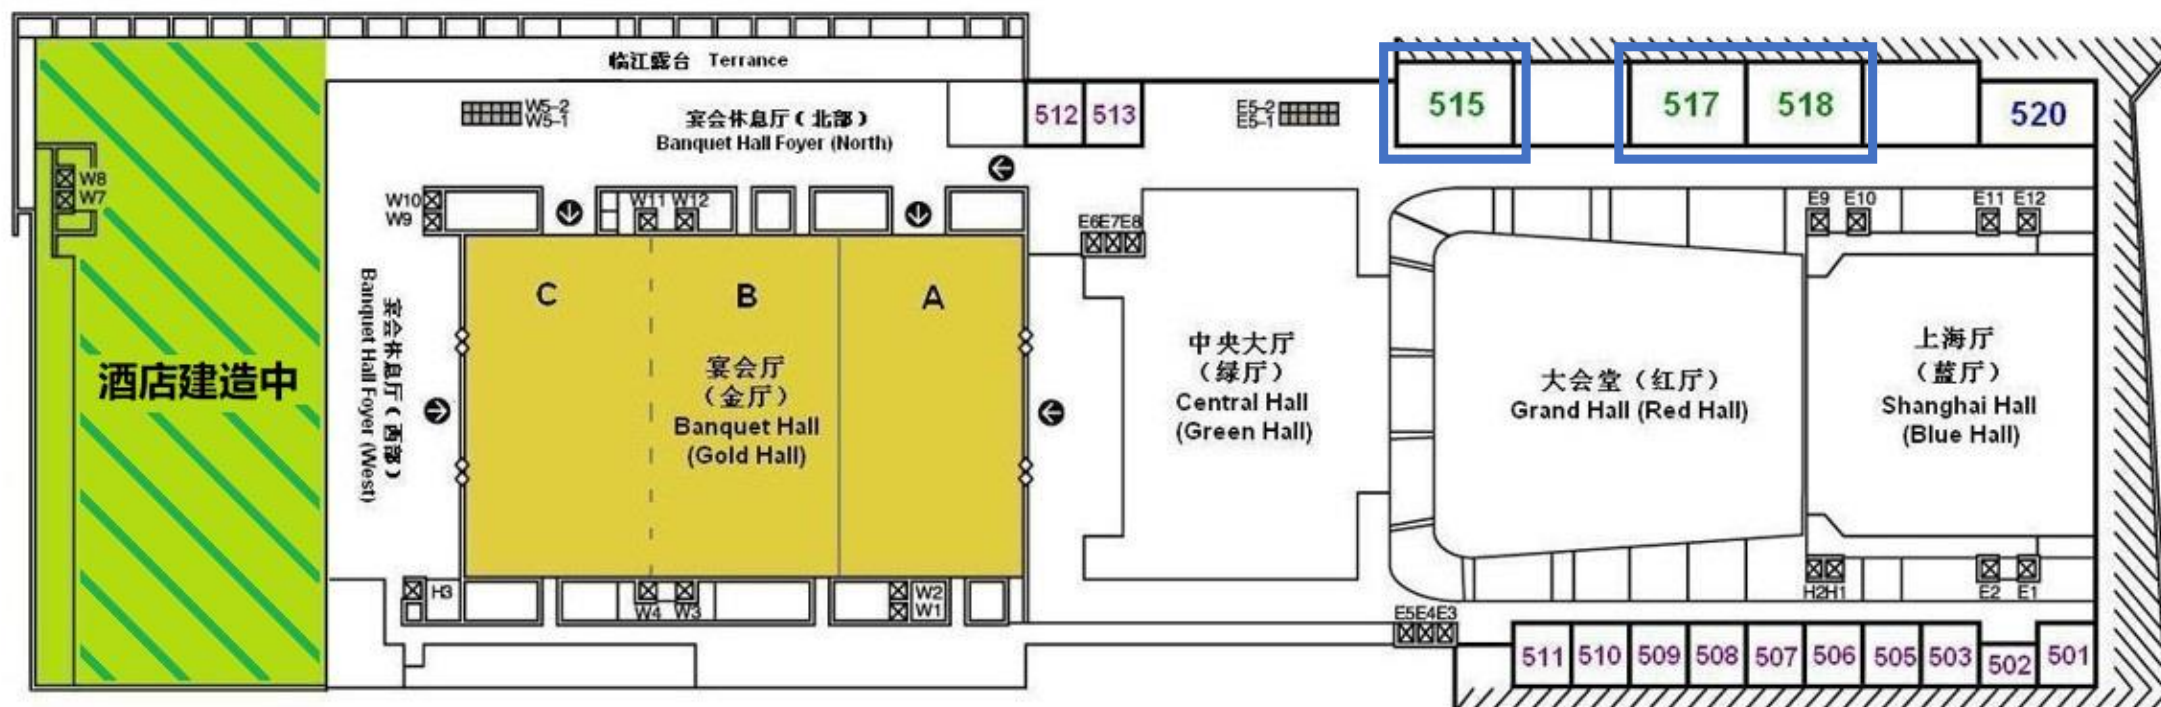 临江露台 Terrance
W5-2
W5-1
宴会休息厅（北部）
Banquet Hall Foyer (North)
512
513
E5-2
E5-1
515
517
518
520
W8
W7
W10
W9
W11 W12
E6E7E8
E9 E10
E11 E12
C
B
A
宴会休息厅（西部）
Banquet Hall Foyer (West)
酒店建造中
宴会厅
（金厅）
Banquet Hall
(Gold Hall)
中央大厅
（绿厅）
Central Hall
(Green Hall)
大会堂（红厅）
Grand Hall (Red Hall)
上海厅
（蓝厅）
Shanghai Hall
(Blue Hall)
H3
W4 W3
W2
W1
E5E4E3
H2H1
E2 E1
511
510
509
508
507
506
505
503
502
501